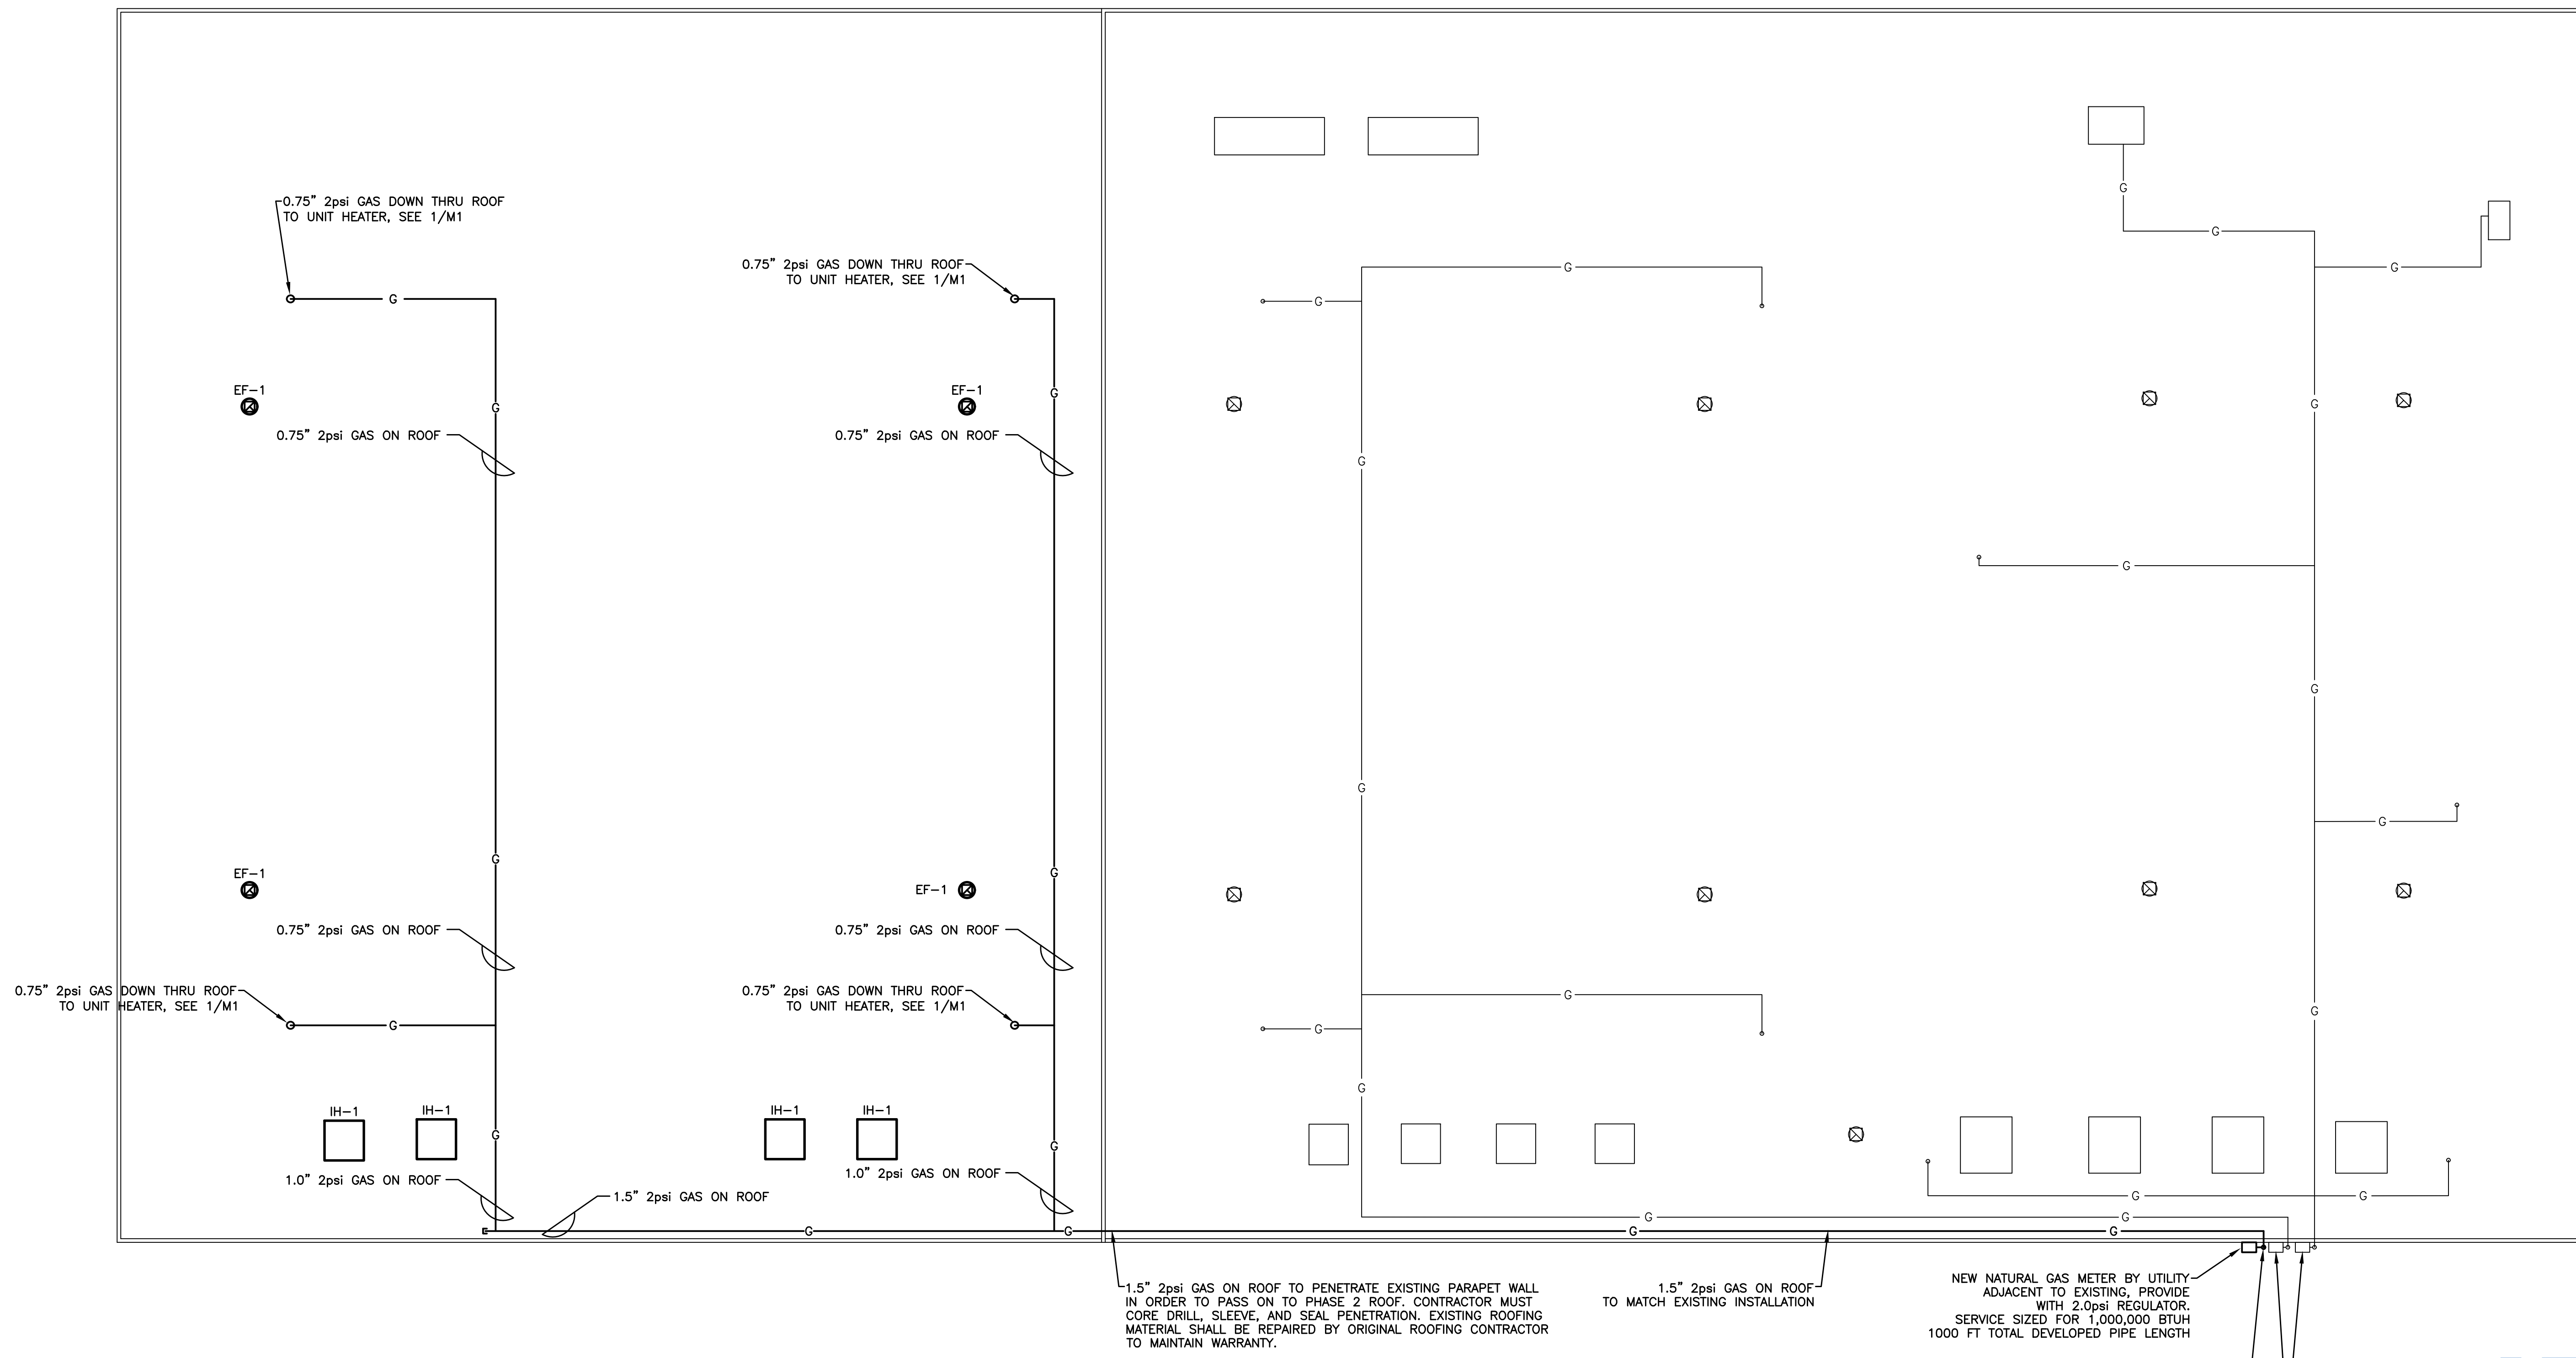 0.75" 2psi GAS DOWN THRU ROOF
TO UNIT HEATER, SEE 1/M1
0.75" 2psi GAS DOWN THRU ROOF
TO UNIT HEATER, SEE 1/M1
G
G
G
G
G
G
G
EF-1
EF-1
G
G
G
0.75" 2psi GAS ON ROOF
0.75" 2psi GAS ON ROOF
G
G
G
G
G
G
EF-1
EF-1
G
G
0.75" 2psi GAS ON ROOF
0.75" 2psi GAS ON ROOF
0.75" 2psi GAS DOWN THRU ROOF
TO UNIT HEATER, SEE 1/M1
0.75" 2psi GAS DOWN THRU ROOF
TO UNIT HEATER, SEE 1/M1
G
G
G
G
G
IH-1
IH-1
IH-1
IH-1
G
G
1.0" 2psi GAS ON ROOF
1.0" 2psi GAS ON ROOF
1.5" 2psi GAS ON ROOF
G
G
G
G
G
G
G
G
1.5" 2psi GAS ON ROOF TO PENETRATE EXISTING PARAPET WALL
IN ORDER TO PASS ON TO PHASE 2 ROOF. CONTRACTOR MUST
CORE DRILL, SLEEVE, AND SEAL PENETRATION. EXISTING ROOFING
MATERIAL SHALL BE REPAIRED BY ORIGINAL ROOFING CONTRACTOR
TO MAINTAIN WARRANTY.
1.5" 2psi GAS ON ROOF
TO MATCH EXISTING INSTALLATION
NEW NATURAL GAS METER BY UTILITY
ADJACENT TO EXISTING, PROVIDE
WITH 2.0psi REGULATOR.
SERVICE SIZED FOR 1,000,000 BTUH
1000 FT TOTAL DEVELOPED PIPE LENGTH